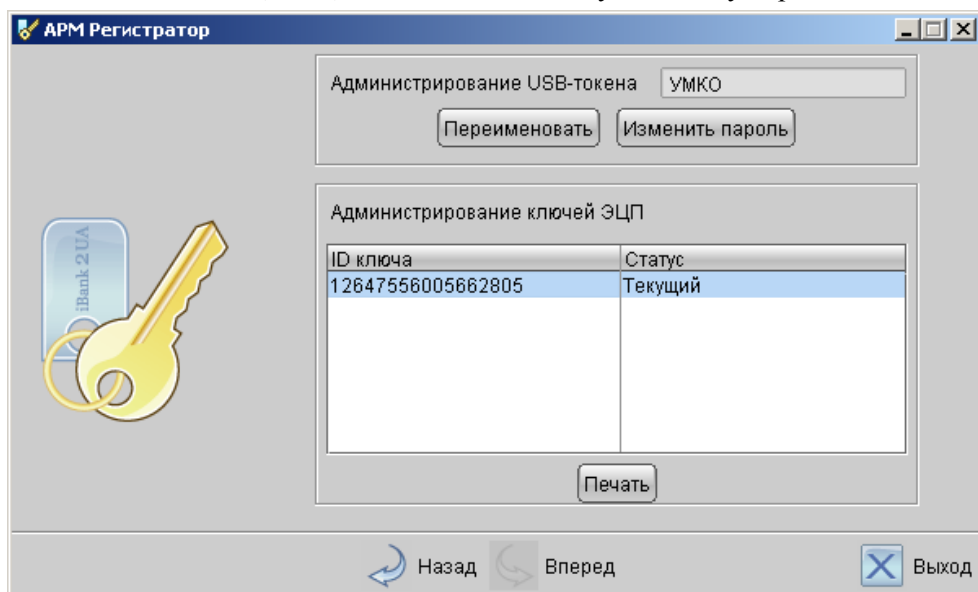 АРМ Регистратор
Администрирование USB-токена УМКО
Переименовать Изменить пароль
Администрирование ключей ЭЦП
ID ключа Статус
12647556005662805 Текущий
iBank 2 UA
Печать
Назад Вперед Выход